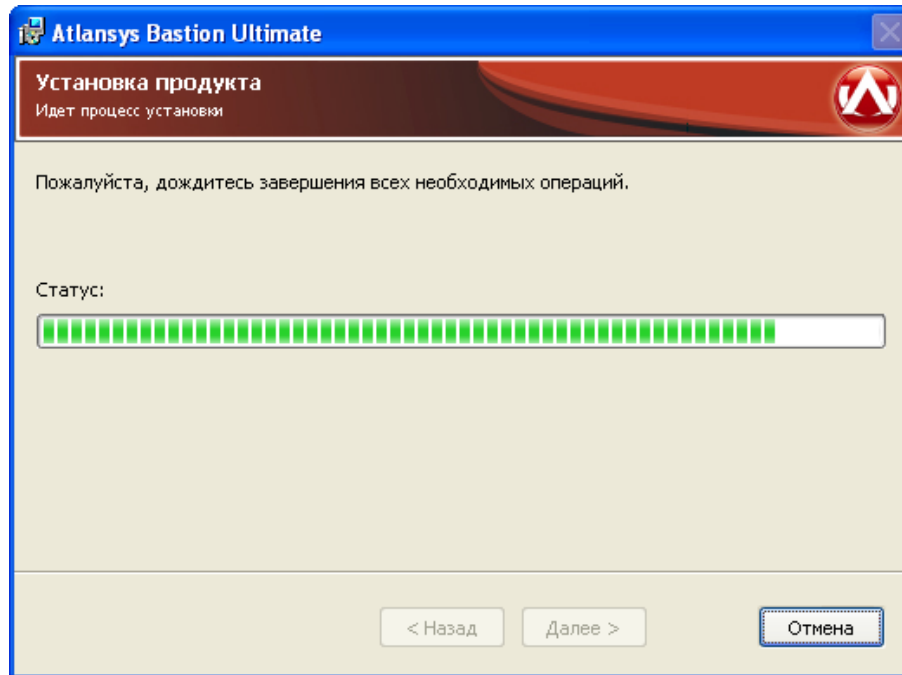 Atlansys Bastion Ultimate
Установка продукта
Идет процесс установки
Пожалуйста, дождитесь завершения всех необходимых операций.
Статус:
< Назад
Далее >
Отмена